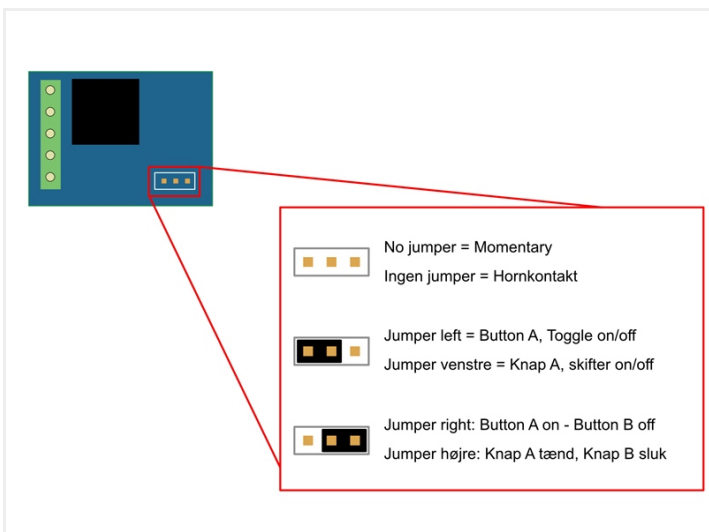 No jumper = Momentary
Ingen jumper = Hornkontakt
Jumper left = Button A, Toggle on/off
Jumper venstre = Knap A, skifter on/off
Jumper right: Button A on - Button B off
Jumper højre: Knap A tænd, Knap B sluk